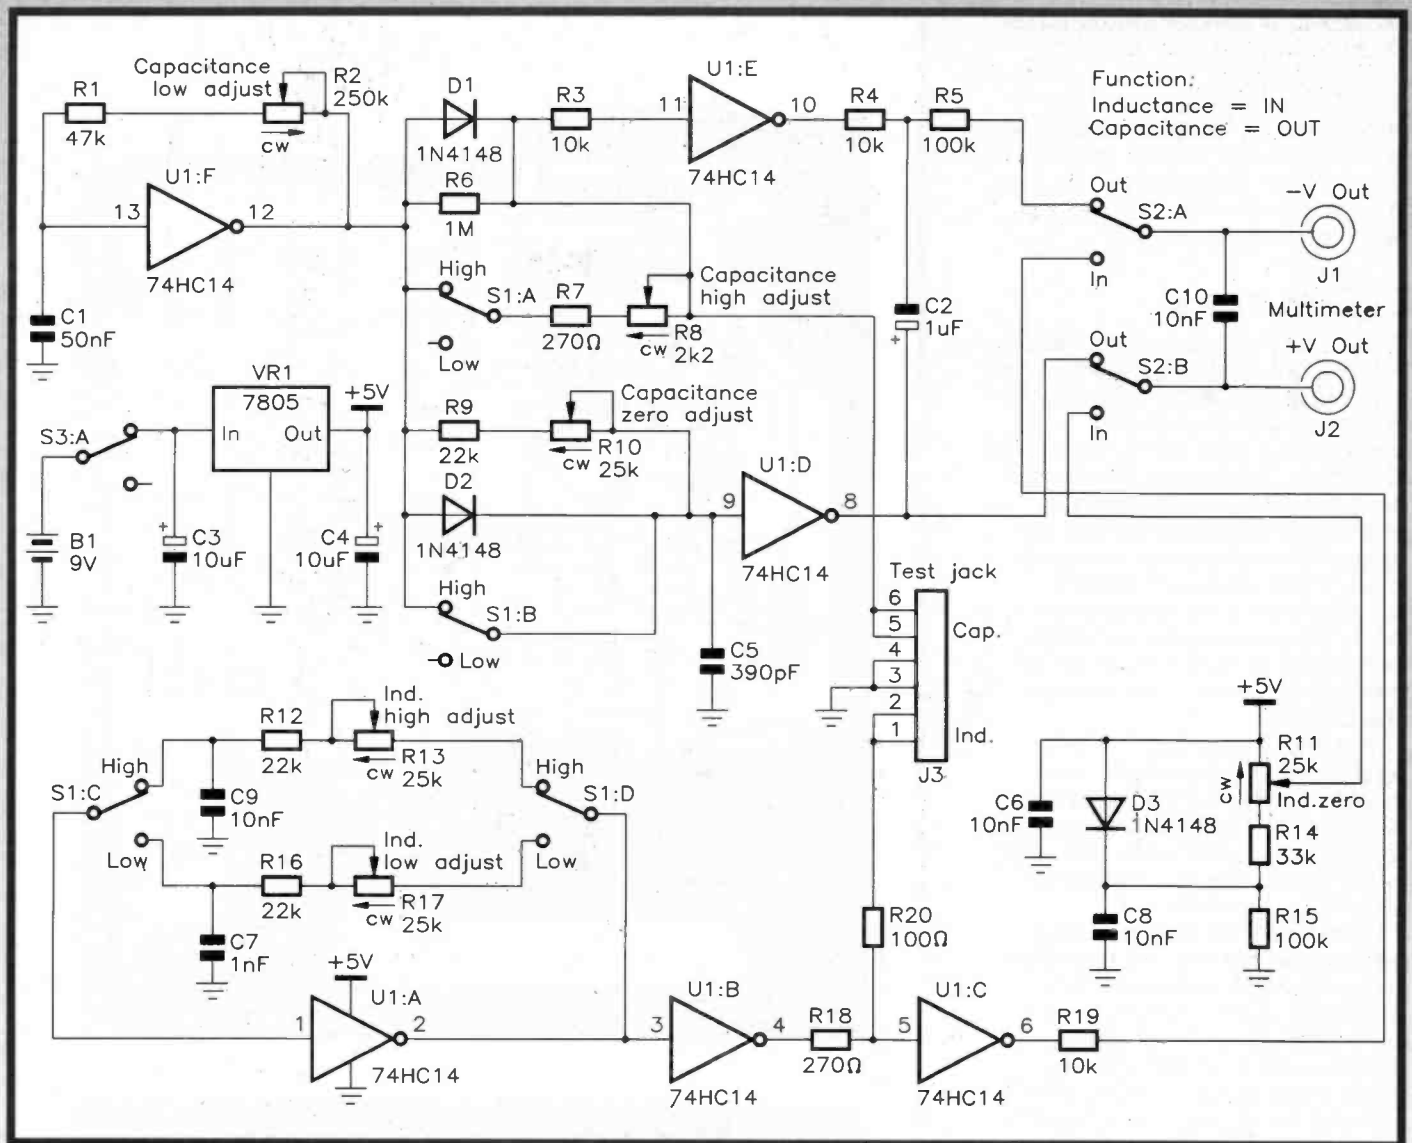 Capacitance
low adjust
R1
47k
R2
250k
cw
U1:F
13
12
74HC14
C1
50nF
D1
1N4148
R3
10k
R6
1M
U1:E
11
10
74HC14
R4
10k
R5
100k
Function:
Inductance = IN
Capacitance = OUT
Out
S2:A
In
-V Out
J1
C10
10nF
Multimeter
Out
S2:B
In
+V Out
J2
High
S1:A
Low
R7
270Ω
Capacitance
high adjust
R8
2k2
cw
C2
1uF
+
VR1
7805
In
Out
+5V
S3:A
B1
9V
+
C3
10uF
+
C4
10uF
R9
22k
Capacitance
zero adjust
R10
25k
cw
D2
1N4148
High
S1:B
Low
U1:D
9
8
74HC14
C5
390pF
Test jack
6
5
4
3
2
1
Cap.
Ind.
J3
Ind.
high adjust
R12
22k
R13
25k
cw
High
S1:C
Low
C9
10nF
High
S1:D
Low
Ind.
low adjust
R16
22k
R17
25k
cw
C7
1nF
+5V
U1:A
1
2
74HC14
U1:B
3
4
74HC14
R18
270Ω
R20
100Ω
U1:C
5
6
74HC14
R19
10k
+5V
R11
25k
cw
Ind.zero
C6
10nF
D3
1N4148
R14
33k
C8
10nF
R15
100k